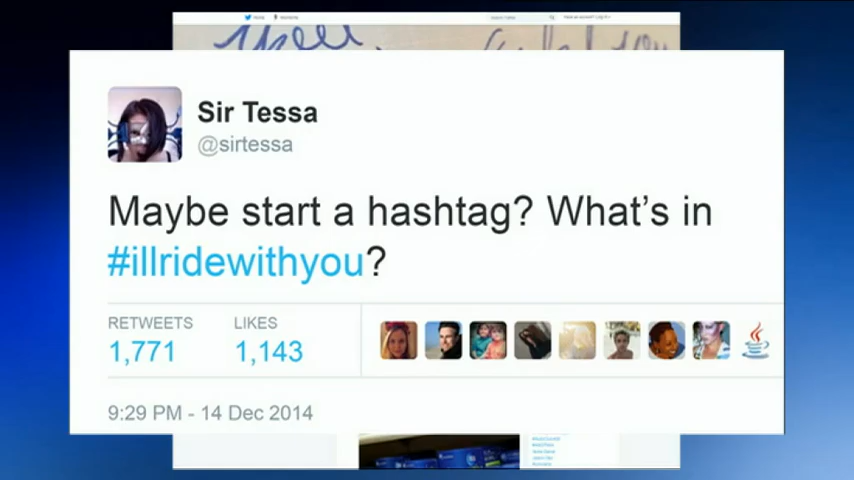 you
Sir Tessa
@sirtessa
Maybe start a hashtag? What's in
#illridewithyou?
RETWEETS LIKES
1,771 1,143
9:29 PM - 14 Dec 2014